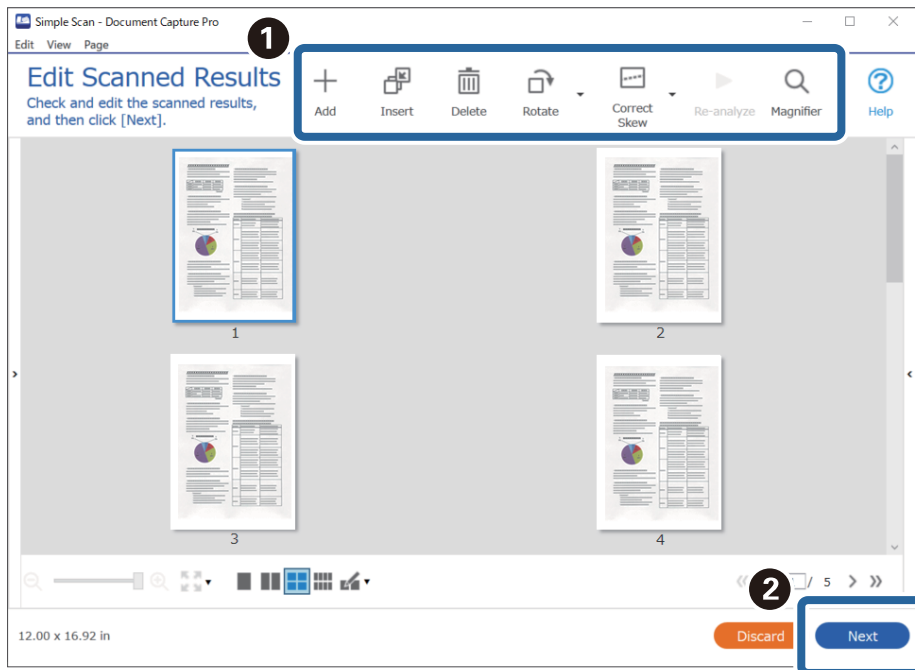 Simple Scan - Document Capture Pro
Edit View Page
1
Edit Scanned Results
Check and edit the scanned results,
and then click [Next].
Add
Insert
Delete
Rotate
Correct
Skew
Re-analyze
Magnifier
Help
1
2
3
4
/ 5
2
12.00 x 16.92 in
Discard
Next